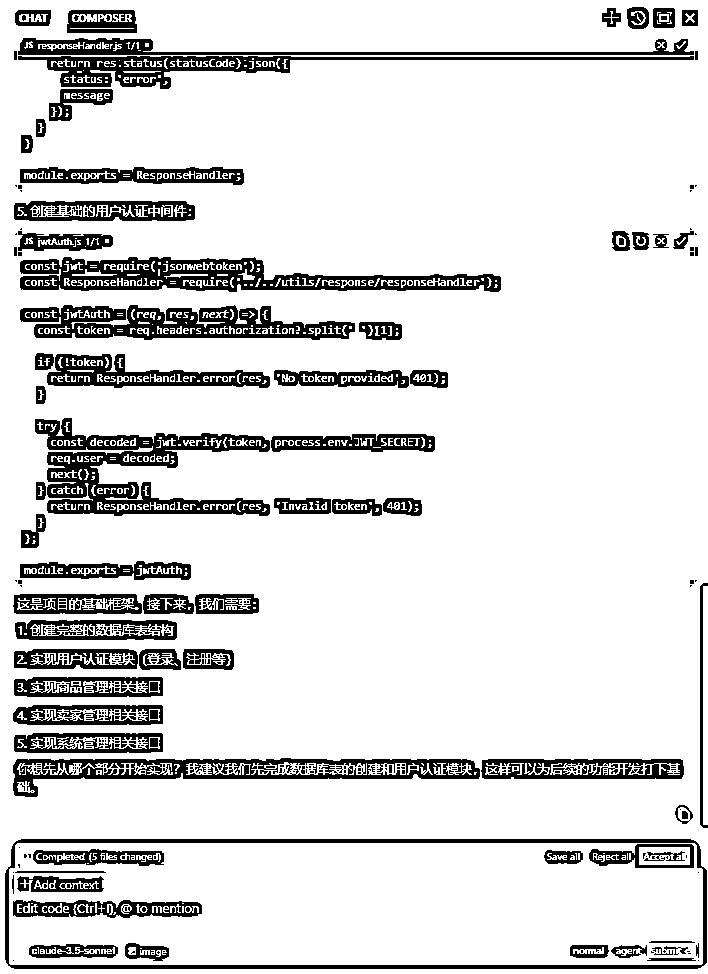 CHAT COMPOSER
JS responseHandler.js 1/1
return res.status(statusCode).json({
status: 'error',
message
});
}
}
module.exports = ResponseHandler;
5. 创建基础的用户认证中间件:
JS jwtAuth.js 1/1
const jwt = require('jsonwebtoken');
const ResponseHandler = require('../../utils/response/responseHandler');
const jwtAuth = (req, res, next) => {
const token = req.headers.authorization?.split(' ')[1];
if (!token) {
return ResponseHandler.error(res, 'No token provided', 401);
}
try {
const decoded = jwt.verify(token, process.env.JWT_SECRET);
req.user = decoded;
next();
} catch (error) {
return ResponseHandler.error(res, 'Invalid token', 401);
}
};
module.exports = jwtAuth;
这是项目的基础框架。接下来，我们需要:
1. 创建完整的数据库表结构
2. 实现用户认证模块（登录、注册等）
3. 实现商品管理相关接口
4. 实现卖家管理相关接口
5. 实现系统管理相关接口
你想先从哪个部分开始实现？我建议我们先完成数据库表的创建和用户认证模块，这样可以为后续的功能开发打下基
础。
Completed (5 files changed) Save all Reject all Accept all
+ Add context
Edit code (Ctrl+I), @ to mention
claude-3.5-sonnet image normal agent submit